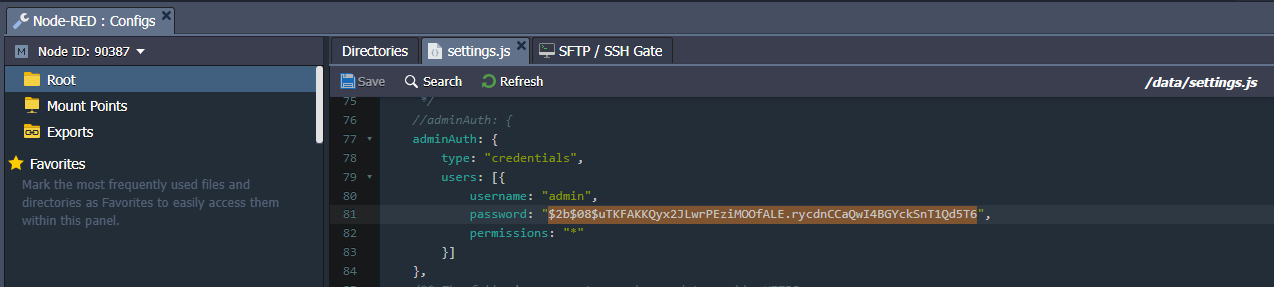 Node-RED : Configs
Node ID: 90387
Root
Mount Points
Exports
Favorites
Mark the most frequently used files and
directories as Favorites to easily access them
within this panel.
Directories
settings.js
SFTP / SSH Gate
Save
Search
Refresh
/data/settings.js
75 */
76 //adminAuth: {
77 adminAuth: {
78 type: "credentials",
79 users: [{
80 username: "admin",
81 password: "$2b$08$uTKFAKKQyx2JLwrPEziMOOfALE.rycdnCCaQwI4BGYckSnT1Qd5T6",
82 permissions: "*"
83 }]
84 },